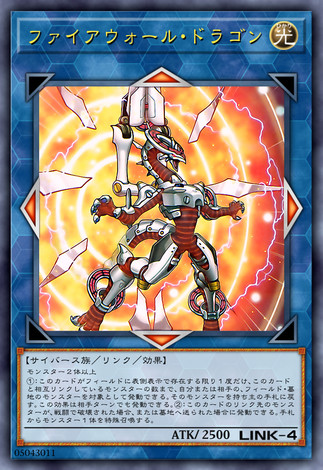 ファイアウォール・ドラゴン
光
【サイバース族／リンク／効果】
モンスター２体以上
①：このカードがフィールドに表側表示で存在する限り１度だけ、このカード
と相互リンクしているモンスターの数まで、自分または相手の、フィールド・墓
地のモンスターを対象として発動できる。そのモンスターを持ち主の手札に戻
す。この効果は相手ターンでも発動できる。②：このカードのリンク先のモンス
ターが、戦闘で破壊された場合、または墓地へ送られた場合に発動できる。手札
からモンスター１体を特殊召喚する。
ATK/ 2500 LINK-4
05043011